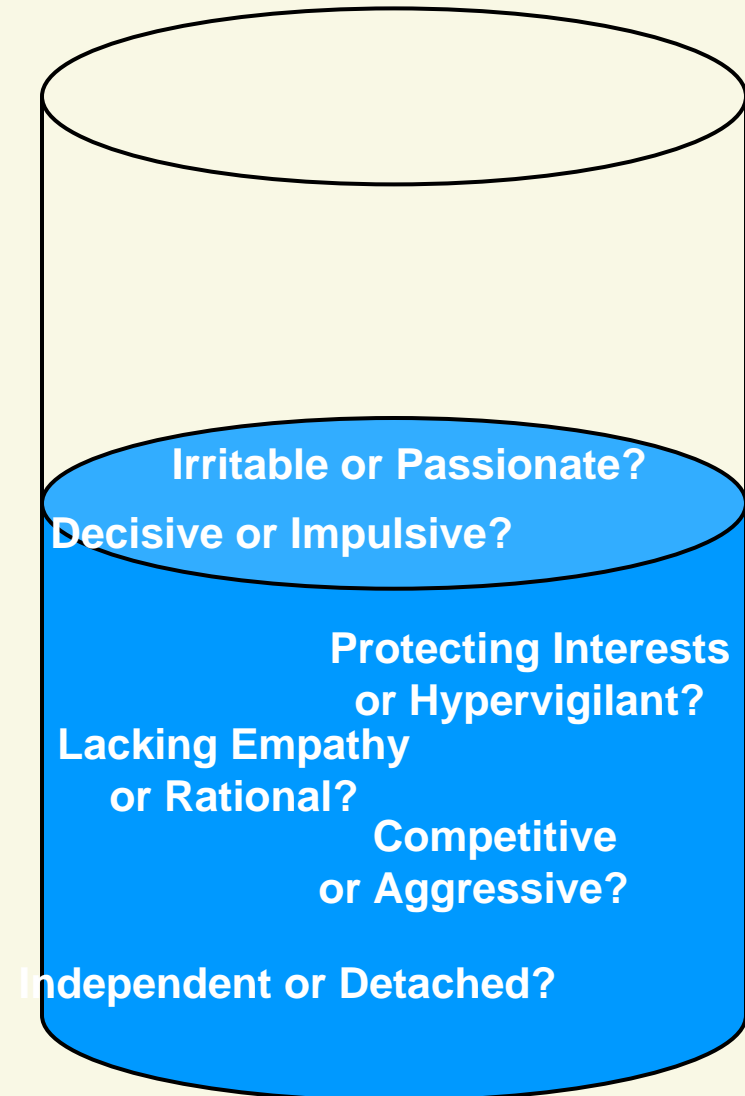 Irritable or Passionate?
Decisive or Impulsive?
Protecting Interests
or Hypervigilant?
Lacking Empathy
or Rational?
Competitive
or Aggressive?
Independent or Detached?